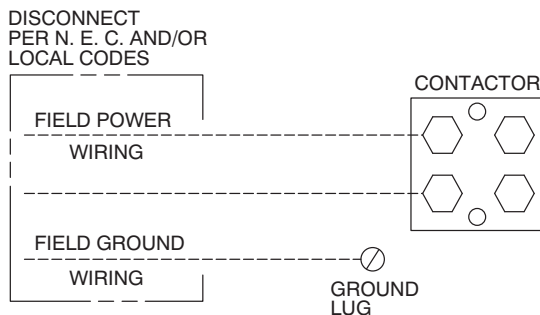 DISCONNECT
PER N. E. C. AND/OR
LOCAL CODES
CONTACTOR
FIELD POWER
WIRING
FIELD GROUND
WIRING
GROUND
LUG